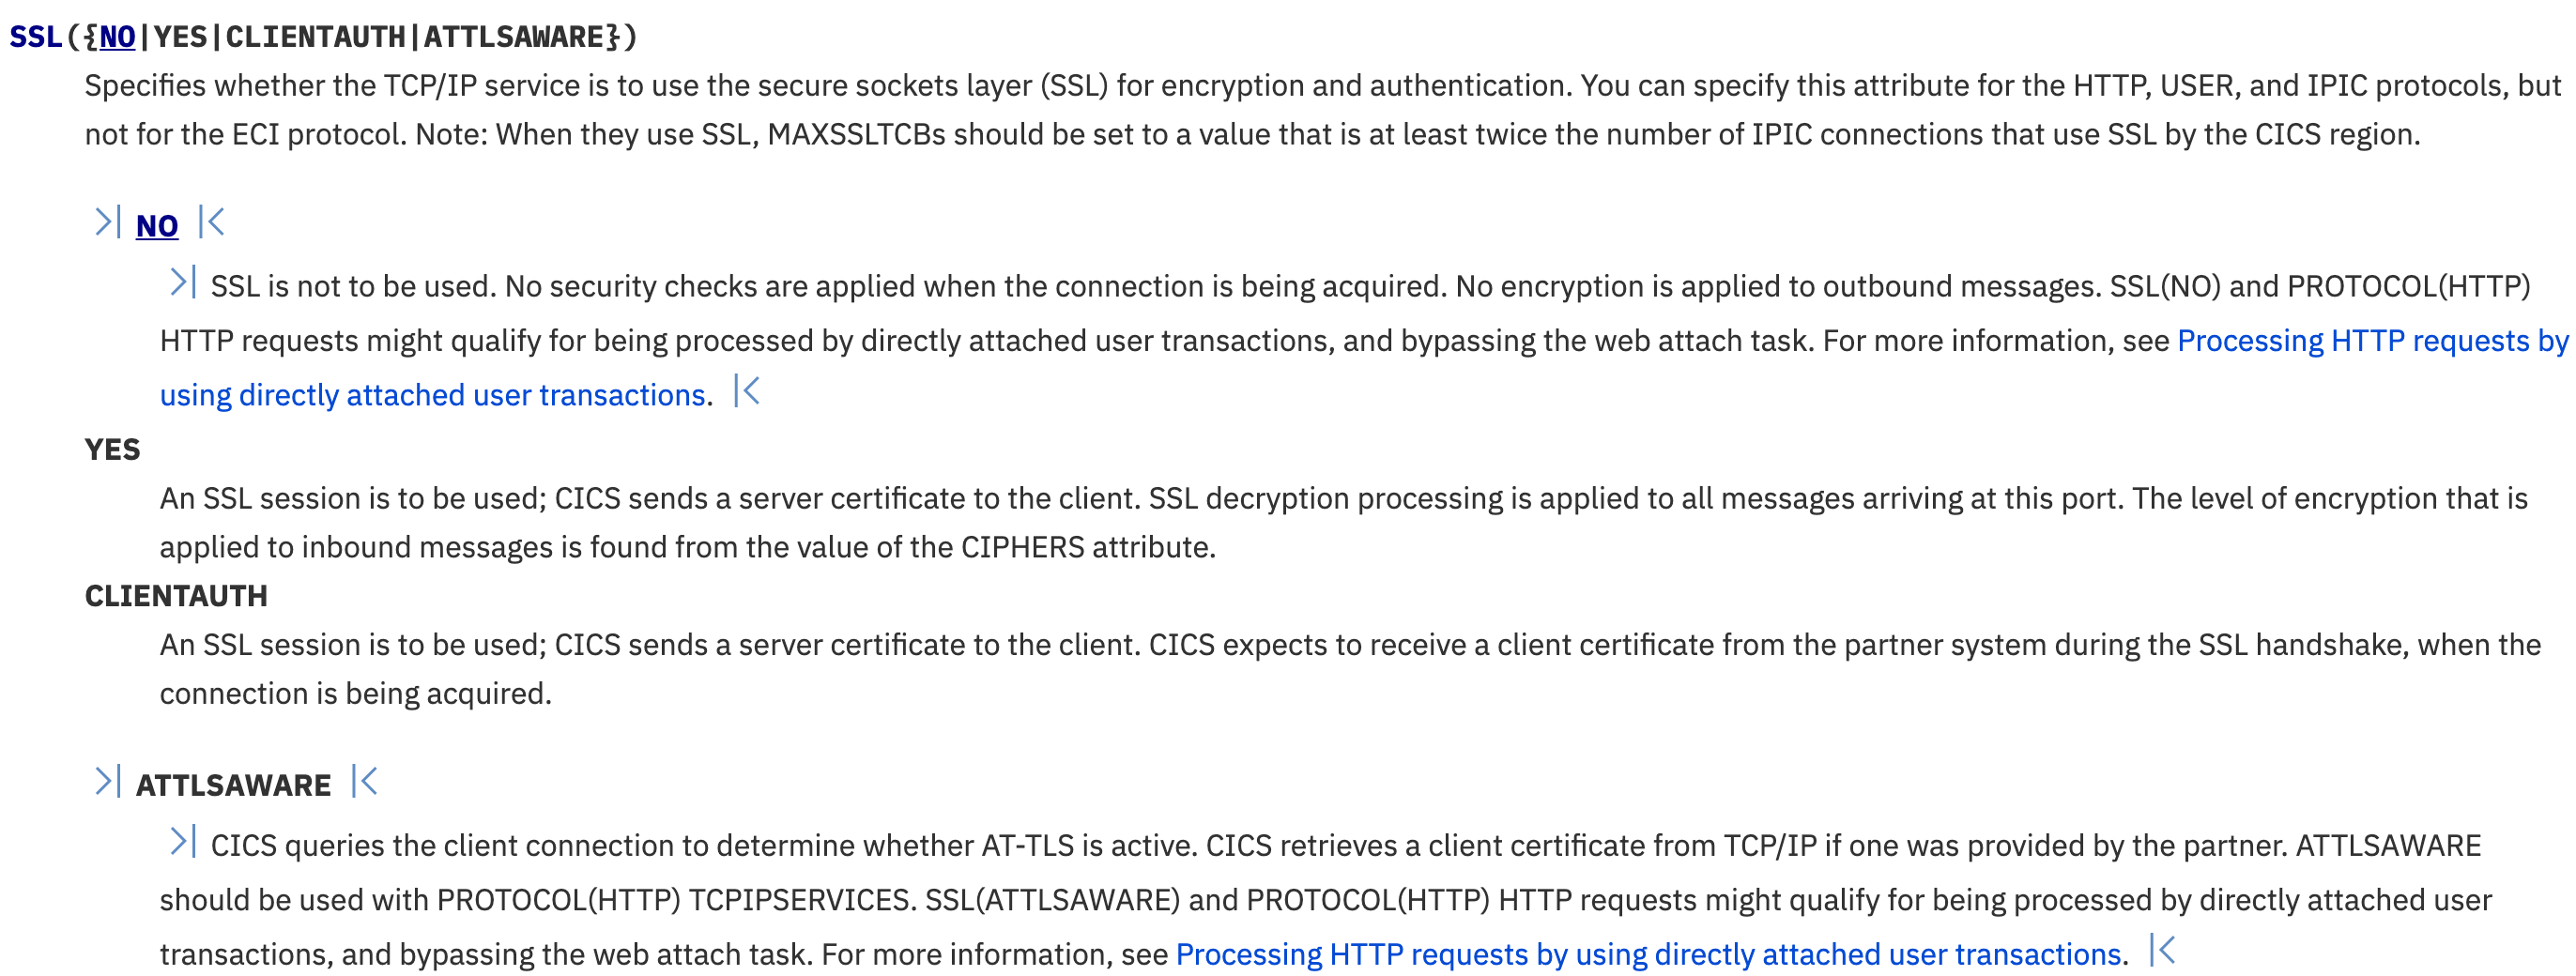 SSL({NO|YES|CLIENTAUTH|ATTLSAWARE})
Specifies whether the TCP/IP service is to use the secure sockets layer (SSL) for encryption and authentication. You can specify this attribute for the HTTP, USER, and IPIC protocols, but
not for the ECI protocol. Note: When they use SSL, MAXSSLTCBs should be set to a value that is at least twice the number of IPIC connections that use SSL by the CICS region.
>| NO |<
>| SSL is not to be used. No security checks are applied when the connection is being acquired. No encryption is applied to outbound messages. SSL(NO) and PROTOCOL(HTTP)
HTTP requests might qualify for being processed by directly attached user transactions, and bypassing the web attach task. For more information, see Processing HTTP requests by
using directly attached user transactions. |<
YES
An SSL session is to be used; CICS sends a server certificate to the client. SSL decryption processing is applied to all messages arriving at this port. The level of encryption that is
applied to inbound messages is found from the value of the CIPHERS attribute.
CLIENTAUTH
An SSL session is to be used; CICS sends a server certificate to the client. CICS expects to receive a client certificate from the partner system during the SSL handshake, when the
connection is being acquired.
>| ATTLSAWARE |<
>| CICS queries the client connection to determine whether AT-TLS is active. CICS retrieves a client certificate from TCP/IP if one was provided by the partner. ATTLSAWARE
should be used with PROTOCOL(HTTP) TCPIPSERVICES. SSL(ATTLSAWARE) and PROTOCOL(HTTP) HTTP requests might qualify for being processed by directly attached user
transactions, and bypassing the web attach task. For more information, see Processing HTTP requests by using directly attached user transactions. |<